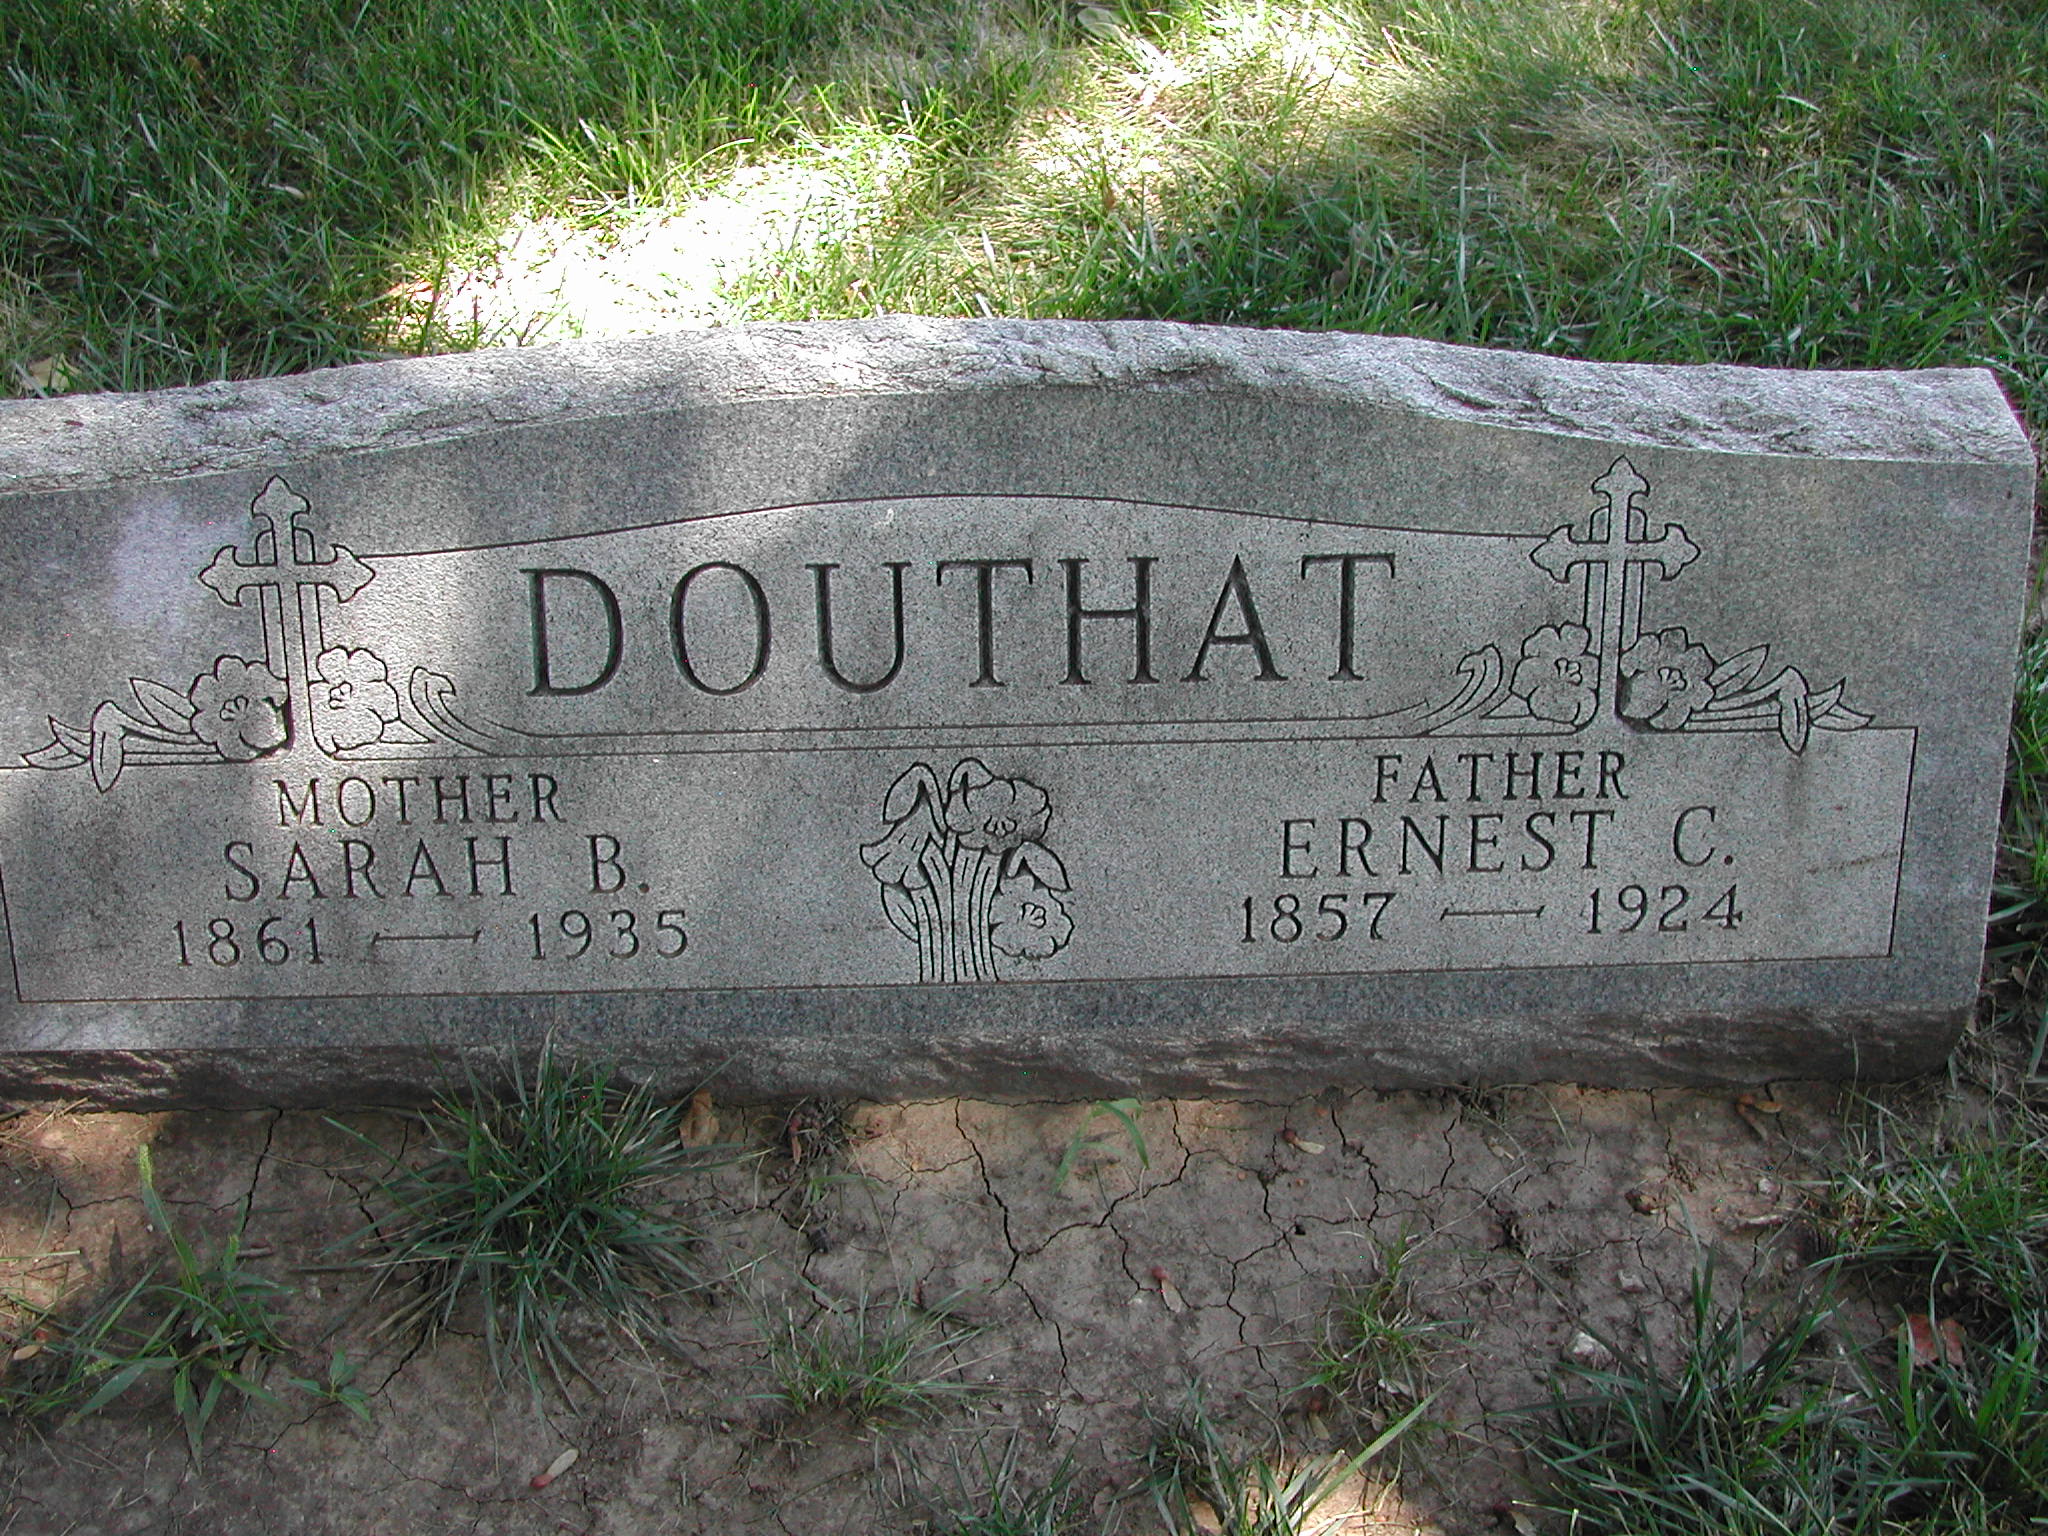 DOUTHAT
MOTHER
SARAH B.
1861 — 1935
FATHER
ERNEST C.
1857 — 1924